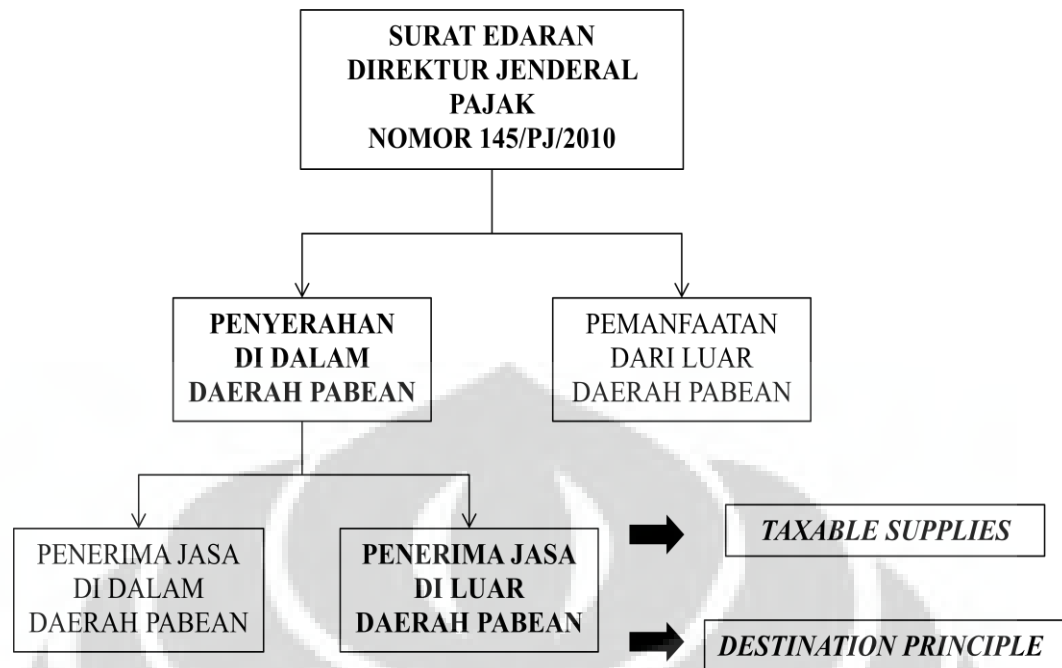 SURAT EDARAN
DIREKTUR JENDERAL
PAJAK
NOMOR 145/PJ/2010
PENYERAHAN
DI DALAM
DAERAH PABEAN
PEMANFAATAN
DARI LUAR
DAERAH PABEAN
PENERIMA JASA
DI DALAM
DAERAH PABEAN
PENERIMA JASA
DI LUAR
DAERAH PABEAN
TAXABLE SUPPLIES
DESTINATION PRINCIPLE